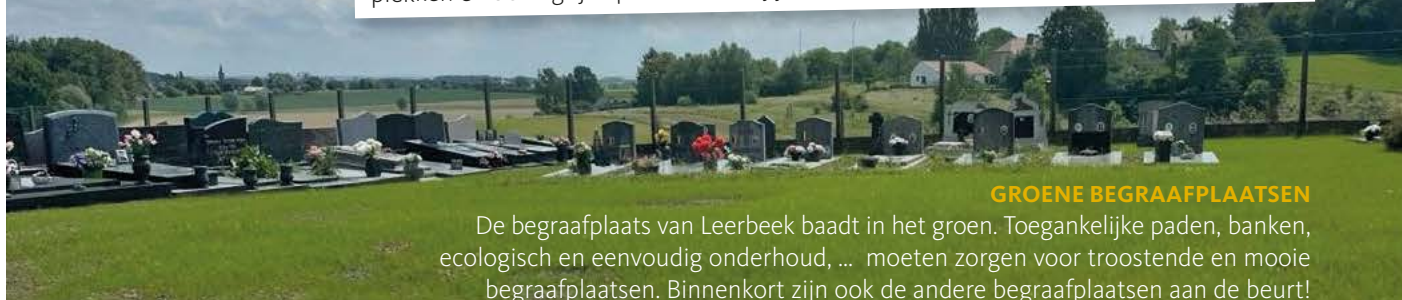 GROENE BEGRAAFPLAATSEN
De begraafplaats van Leerbeek baadt in het groen. Toegankelijke paden, banken,
ecologisch en eenvoudig onderhoud, ... moeten zorgen voor troostende en mooie
begraafplaatsen. Binnenkort zijn ook de andere begraafplaatsen aan de beurt!